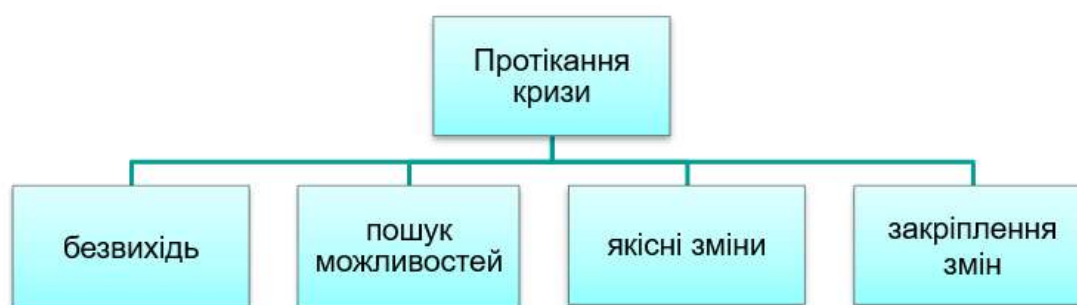 Протікання
кризи
безвихідь
пошук
можливостей
якісні зміни
закріплення
змін